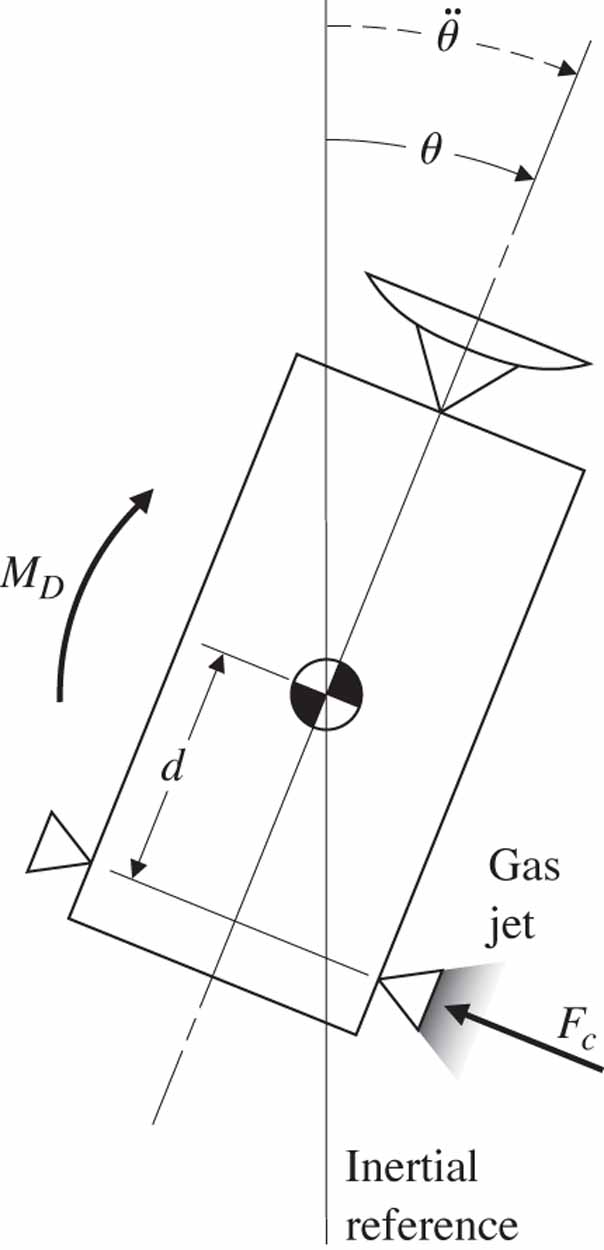 θ̈
θ
M_D
d
Gas
jet
F_c
Inertial
reference